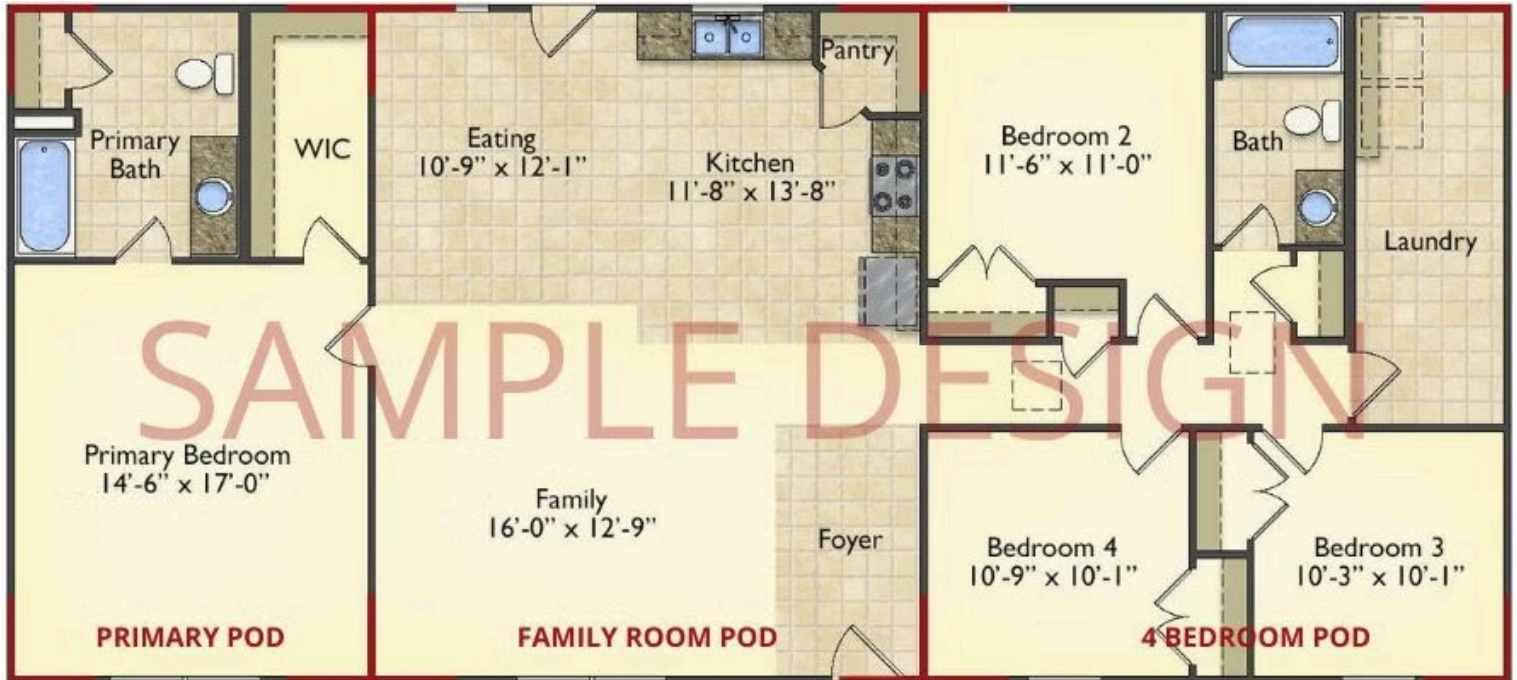 Primary
Bath
WIC
Eating
10'-9” x 12'-1”
Kitchen
11'-8” x 13'-8”
Pantry
Bedroom 2
11'-6” x 11'-0”
Bath
Laundry
SAMPLE DESIGN
Primary Bedroom
14'-6” x 17'-0”
Family
16'-0” x 12'-9”
Foyer
Bedroom 4
10'-9” x 10'-1”
Bedroom 3
10'-3” x 10'-1”
PRIMARY POD
FAMILY ROOM POD
4 BEDROOM POD